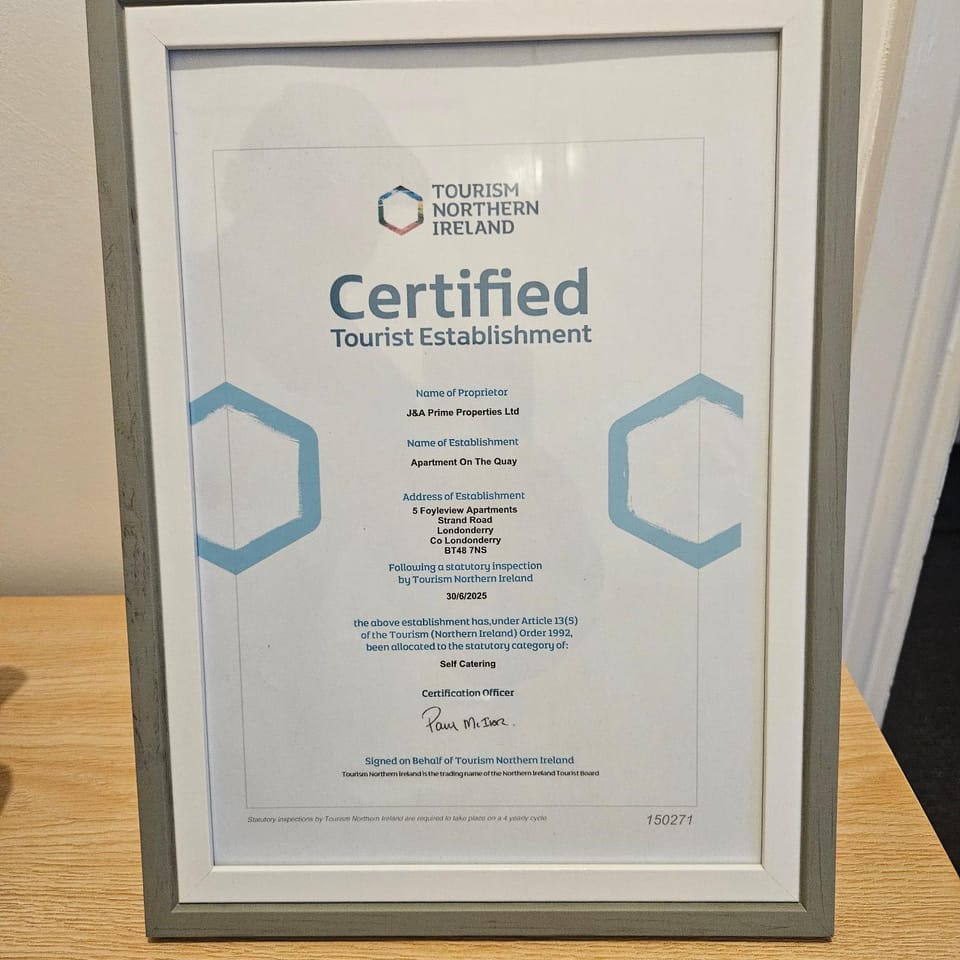 TOURISM
NORTHERN
IRELAND
Certified
Tourist Establishment
Name of Proprietor
J&A Prime Properties Ltd
Name of Establishment
Apartment On The Quay
Address of Establishment
5 Foyleview Apartments
Strand Road
Londonderry
Co Londonderry
BT48 7NS
Following a statutory inspection
by Tourism Northern Ireland
30/6/2025
the above establishment has,under Article 13(5)
of the Tourism (Northern Ireland) Order 1992,
been allocated to the statutory category of:
Self Catering
Certification Officer
Signed on Behalf of Tourism Northern Ireland
Tourism Northern Ireland is the trading name of the Northern Ireland Tourist Board
Statutory inspections by Tourism Northern Ireland are required to take place on a 4 yearly cycle
150271